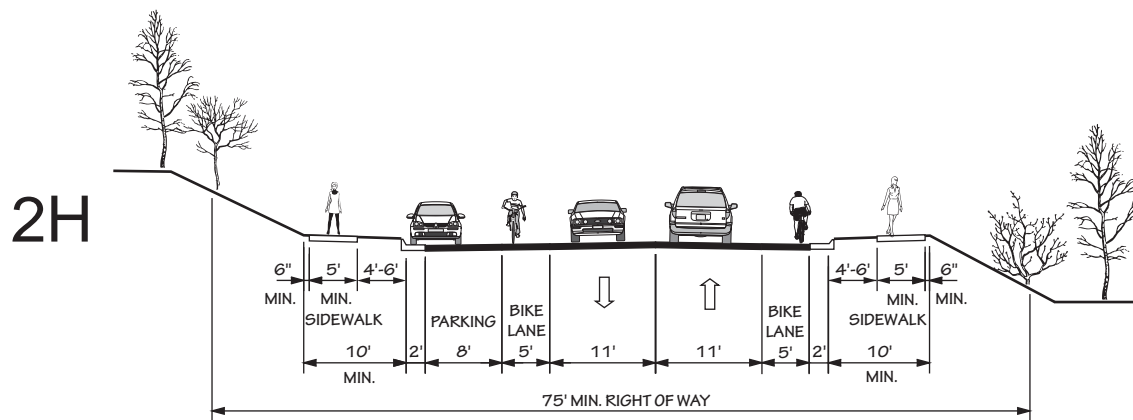 2H
6" 5' 4'-6' 4'-6' 5' 6"
MIN. MIN. MIN. MIN.
SIDEWALK PARKING BIKE LANE BIKE LANE SIDEWALK
10' 2' 8' 5' 11' 11' 5' 2' 10'
MIN. MIN.
75' MIN. RIGHT OF WAY